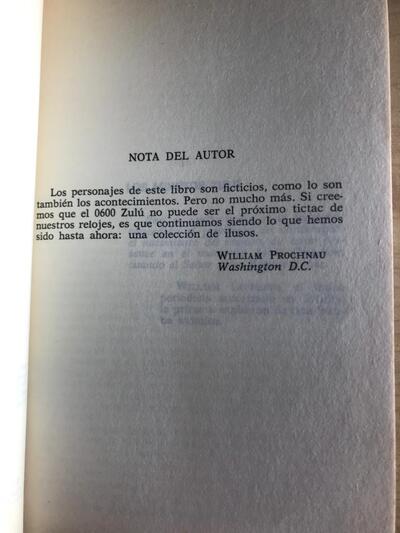 NOTA DEL AUTOR
Los personajes de este libro son ficticios, como lo son
también los acontecimientos. Pero no mucho más. Si cree-
mos que el 0600 Zulú no puede ser el próximo tictac de
nuestros relojes, es que continuamos siendo lo que hemos
sido hasta ahora: una colección de ilusos.
WILLIAM PROCHNAU
Washington D.C.